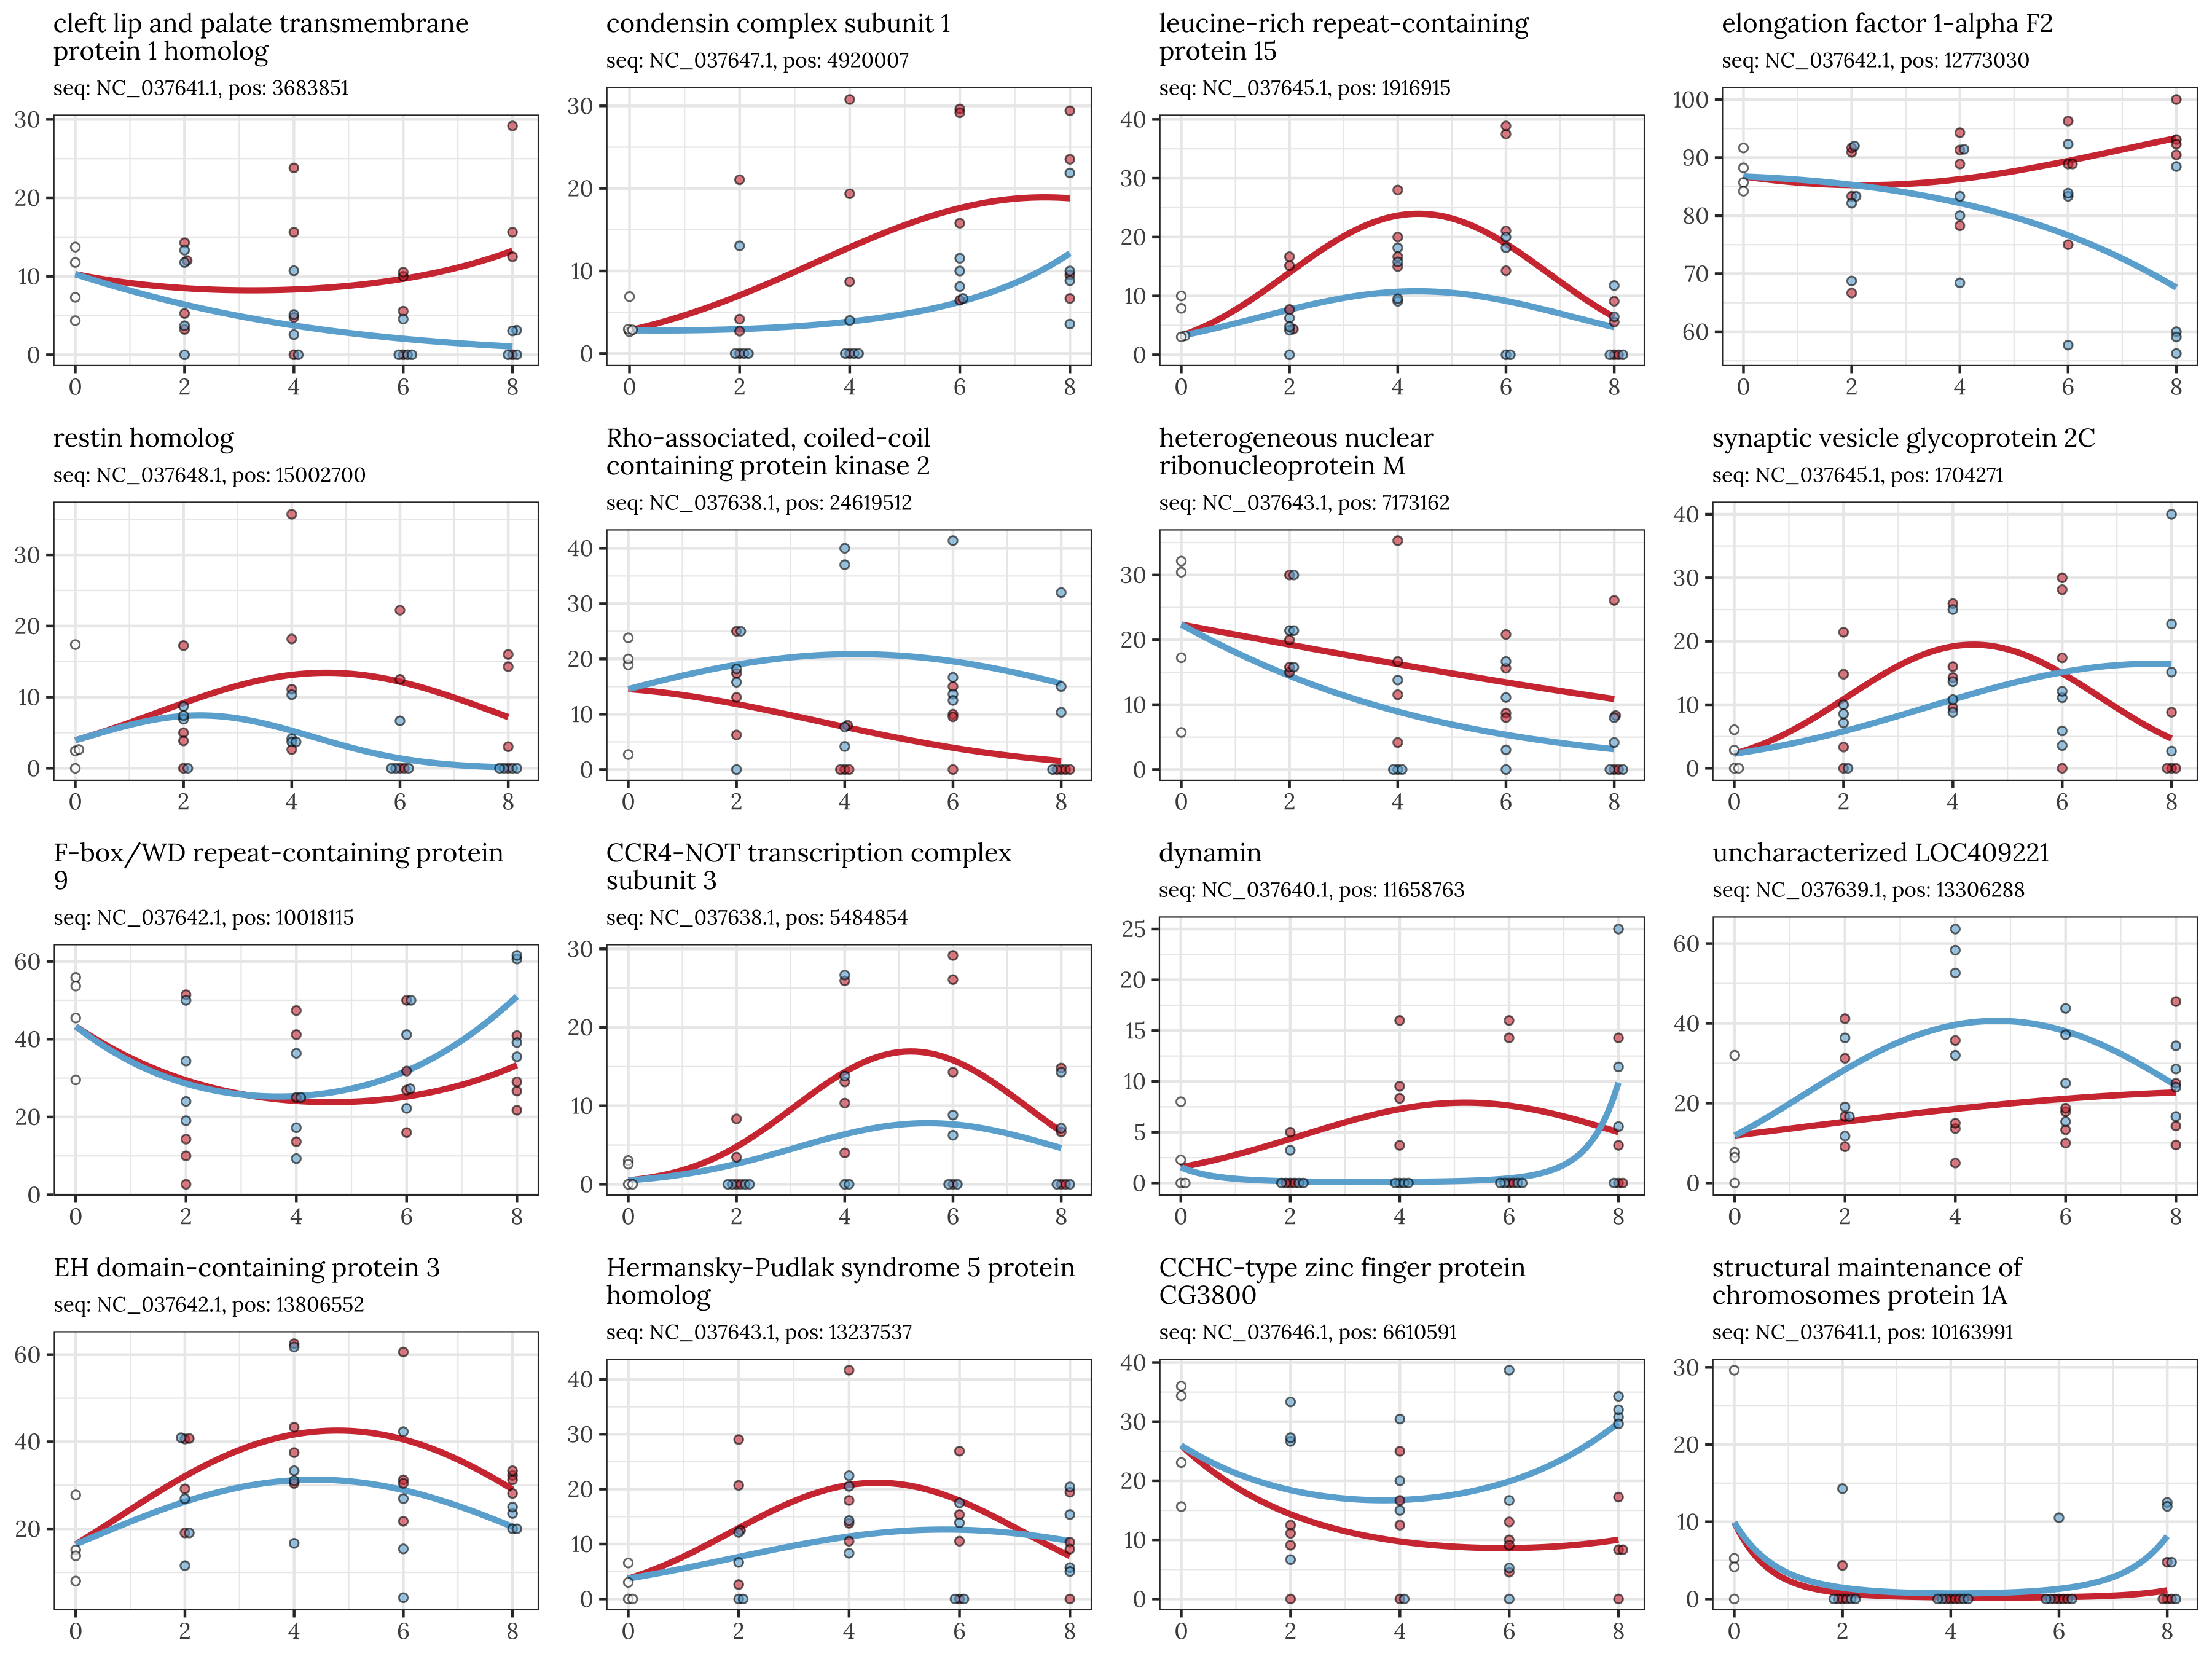 cleft lip and palate transmembrane
protein 1 homolog
seq: NC_037641.1, pos: 3683851
30
20
10
0
0 2 4 6 8
condensin complex subunit 1
seq: NC_037647.1, pos: 4920007
30
20
10
0
0 2 4 6 8
leucine-rich repeat-containing
protein 15
seq: NC_037645.1, pos: 1916915
40
30
20
10
0
0 2 4 6 8
elongation factor 1-alpha F2
seq: NC_037642.1, pos: 12773030
100
90
80
70
60
0 2 4 6 8
restin homolog
seq: NC_037648.1, pos: 15002700
30
20
10
0
0 2 4 6 8
Rho-associated, coiled-coil
containing protein kinase 2
seq: NC_037638.1, pos: 24619512
40
30
20
10
0
0 2 4 6 8
heterogeneous nuclear
ribonucleoprotein M
seq: NC_037643.1, pos: 7173162
30
20
10
0
0 2 4 6 8
synaptic vesicle glycoprotein 2C
seq: NC_037645.1, pos: 1704271
40
30
20
10
0
0 2 4 6 8
F-box/WD repeat-containing protein
9
seq: NC_037642.1, pos: 10018115
60
40
20
0
0 2 4 6 8
CCR4-NOT transcription complex
subunit 3
seq: NC_037638.1, pos: 5484854
30
20
10
0
0 2 4 6 8
dynamin
seq: NC_037640.1, pos: 11658763
25
20
15
10
5
0
0 2 4 6 8
uncharacterized LOC409221
seq: NC_037639.1, pos: 13306288
60
40
20
0
0 2 4 6 8
EH domain-containing protein 3
seq: NC_037642.1, pos: 13806552
60
40
20
0 2 4 6 8
Hermansky-Pudlak syndrome 5 protein
homolog
seq: NC_037643.1, pos: 13237537
40
30
20
10
0
0 2 4 6 8
CCHC-type zinc finger protein
CG3800
seq: NC_037646.1, pos: 6610591
40
30
20
10
0
0 2 4 6 8
structural maintenance of
chromosomes protein 1A
seq: NC_037641.1, pos: 10163991
30
20
10
0
0 2 4 6 8